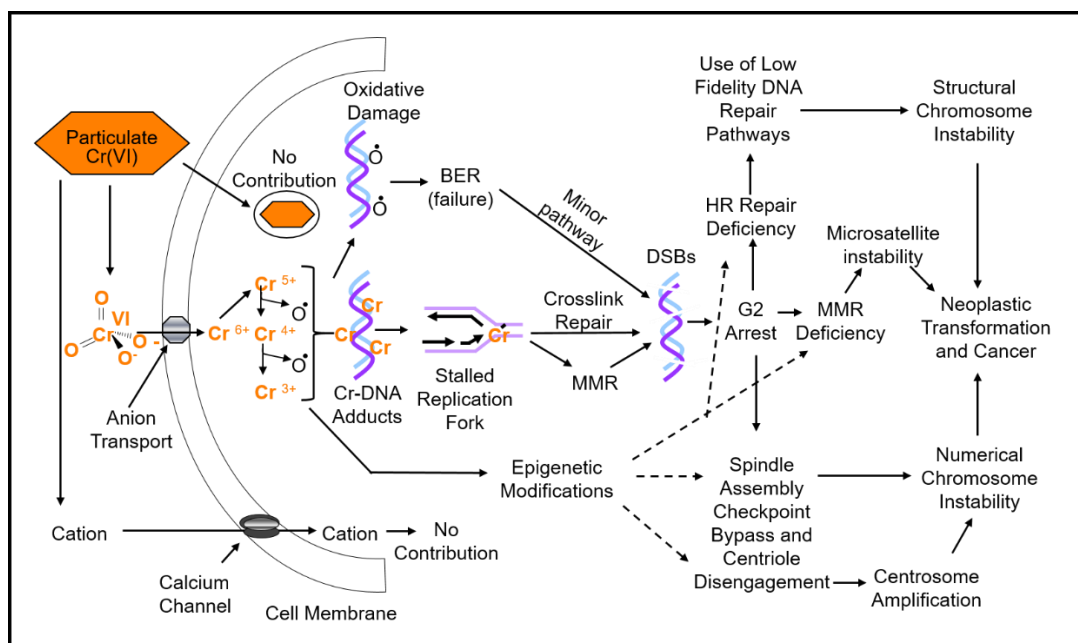 Particulate
Cr(VI)
No
Contribution
Oxidative
Damage
Ȯ
Ȯ
BER
(failure)
Minor
pathway
Use of Low
Fidelity DNA
Repair
Pathways
Structural
Chromosome
Instability
HR Repair
Deficiency
Microsatellite
instability
DSBs
O
VI
O
Cr
O -
O-
Anion
Transport
Cr 6+
Cr 5+
Ȯ
Cr 4+
Ȯ
Cr 3+
Cr
Cr
Cr
Cr-DNA
Adducts
Cr
Stalled
Replication
Fork
Crosslink
Repair
MMR
G2
Arrest
MMR
Deficiency
Neoplastic
Transformation
and Cancer
Epigenetic
Modifications
Spindle
Assembly
Checkpoint
Bypass and
Centriole
Disengagement
Numerical
Chromosome
Instability
Centrosome
Amplification
Cation
Cation
No
Contribution
Calcium
Channel
Cell Membrane